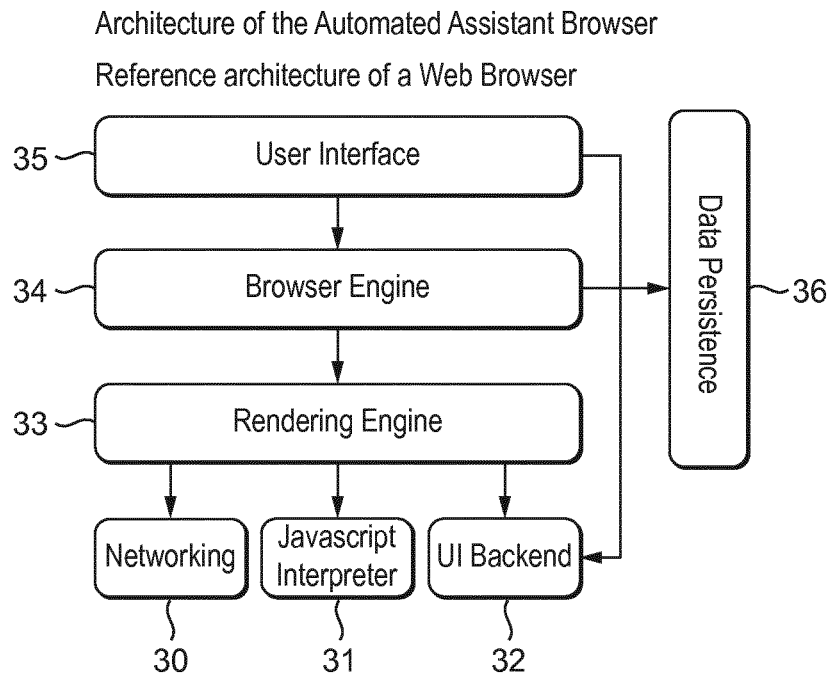 Architecture of the Automated Assistant Browser
Reference architecture of a Web Browser
35
User Interface
34
Browser Engine
Data Persistence
36
33
Rendering Engine
Networking
Javascript
Interpreter
UI Backend
30
31
32